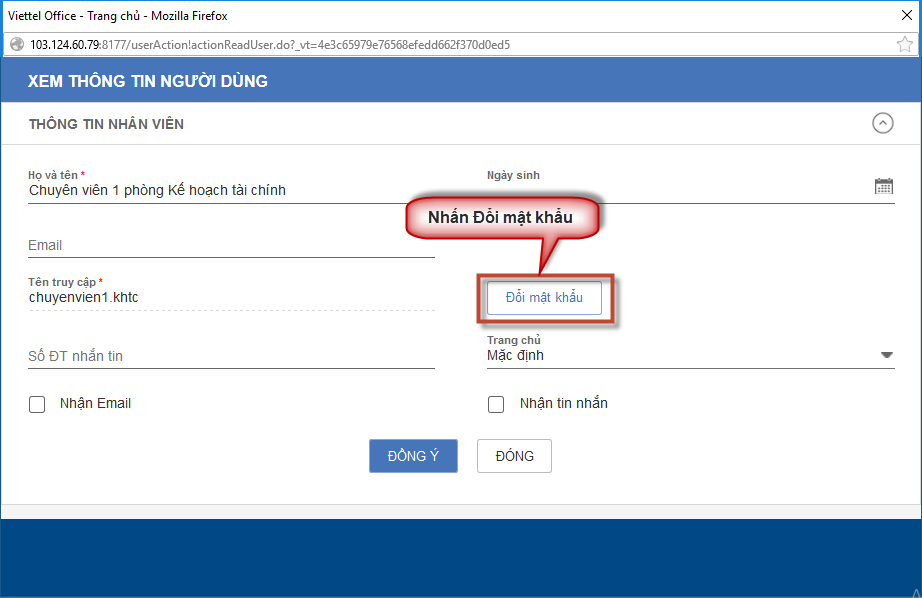 Viettel Office - Trang chủ - Mozilla Firefox
103.124.60.79:8177/userAction!actionReadUser.do?_vt=4e3c65979e76568efedd662f370d0ed5
XEM THÔNG TIN NGƯỜI DÙNG
THÔNG TIN NHÂN VIÊN
Họ và tên *
Ngày sinh
Chuyên viên 1 phòng Kế hoạch tài chính
Nhấn Đổi mật khẩu
Email
Tên truy cập *
chuyenvien1.khtc
Đổi mật khẩu
Số ĐT nhắn tin
Trang chủ
Mặc định
Nhận Email
Nhận tin nhắn
ĐỒNG Ý
ĐÓNG